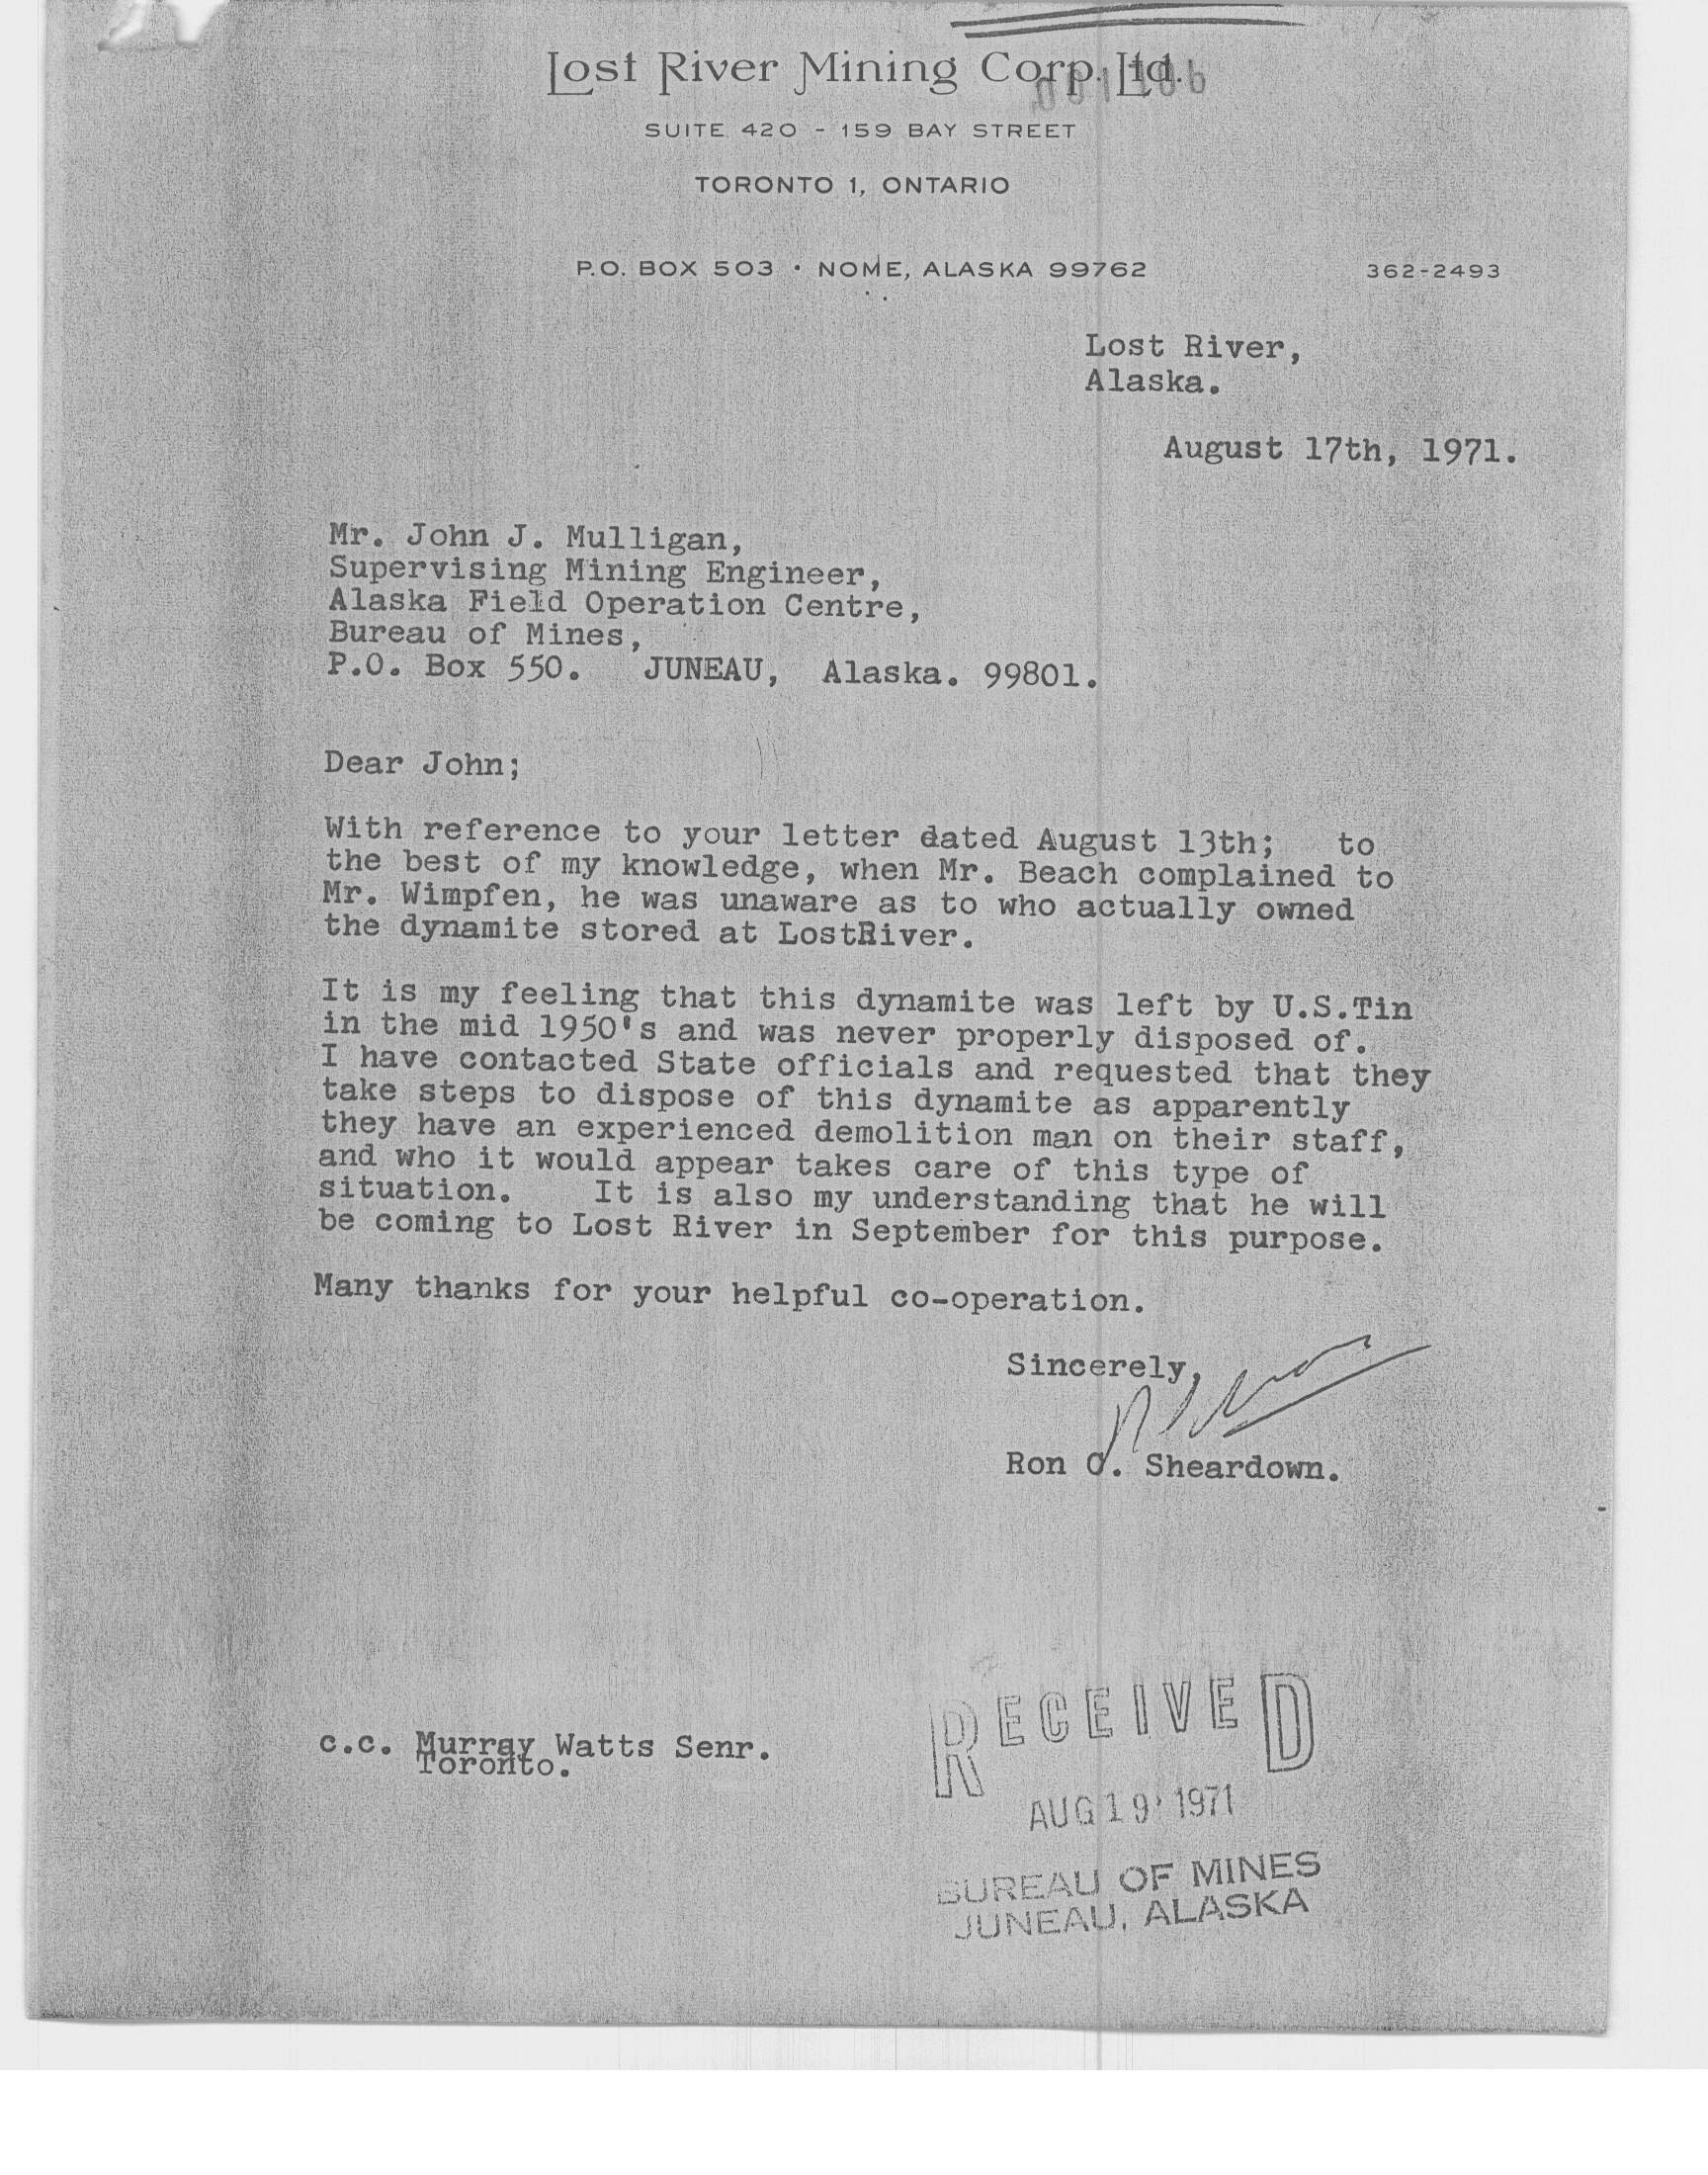 Lost River Mining Corp. Ltd.
SUITE 420 - 159 BAY STREET
TORONTO 1, ONTARIO
P.O. BOX 503 • NOME, ALASKA 99762 362-2493
Lost River,
Alaska.
August 17th, 1971.
Mr. John J. Mulligan,
Supervising Mining Engineer,
Alaska Field Operation Centre,
Bureau of Mines,
P.O. Box 550. JUNEAU, Alaska. 99801.
Dear John;
With reference to your letter dated August 13th; to
the best of my knowledge, when Mr. Beach complained to
Mr. Wimpfen, he was unaware as to who actually owned
the dynamite stored at LostRiver.
It is my feeling that this dynamite was left by U.S.Tin
in the mid 1950's and was never properly disposed of.
I have contacted State officials and requested that they
take steps to dispose of this dynamite as apparently
they have an experienced demolition man on their staff,
and who it would appear takes care of this type of
situation. It is also my understanding that he will
be coming to Lost River in September for this purpose.
Many thanks for your helpful co-operation.
Sincerely,
Ron O. Sheardown.
c.c. Murray Watts Senr.
Toronto.
RECEIVED
AUG 19 1971
BUREAU OF MINES
JUNEAU, ALASKA